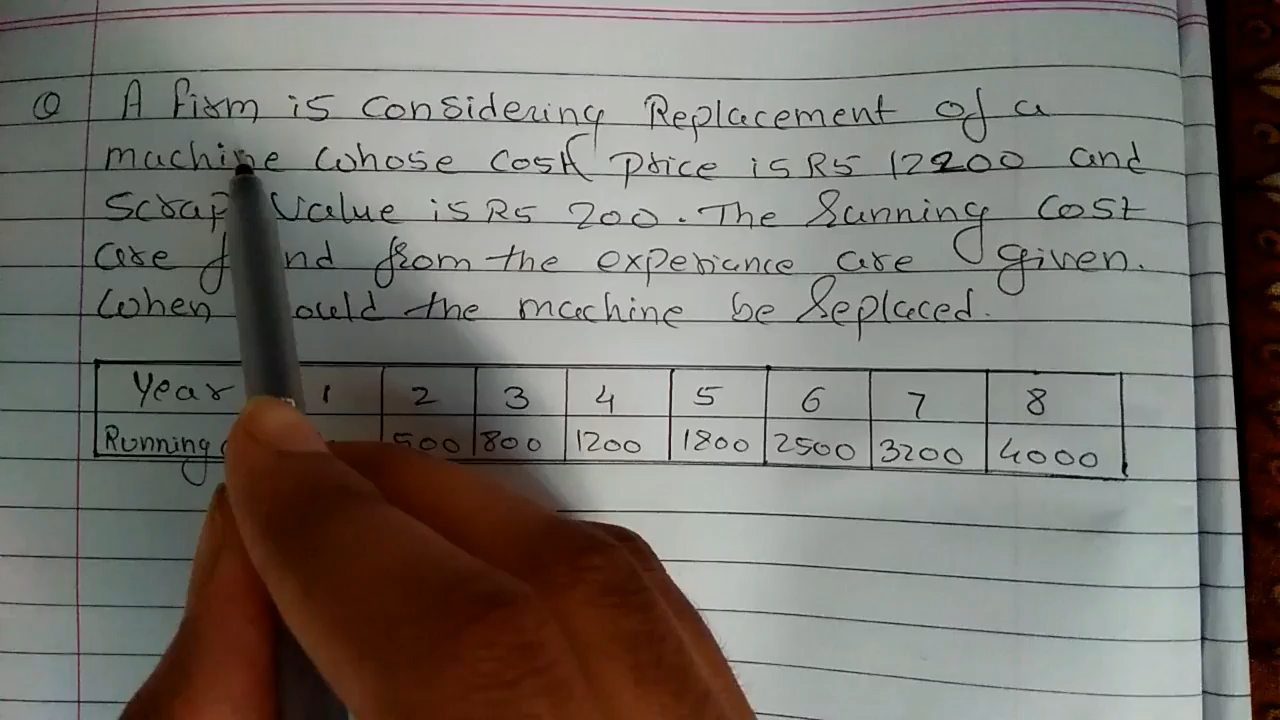 Q A firm is Considering Replacement of a
machine whose cost price is RS 12200 and
Scrap Value is RS 200. The Running Cost
are from the experiance are given.
When the machine be Replaced.
Year 1 2 3 4 5 6 7 8
Running 500 800 1200 1800 2500 3200 4000